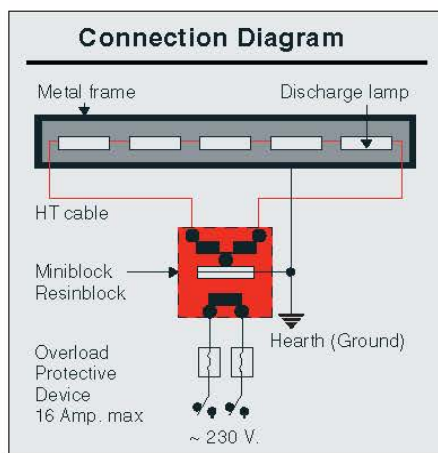 Connection Diagram
Metal frame
Discharge lamp
HT cable
Miniblock
Resinblock
Hearth (Ground)
Overload
Protective
Device
16 Amp. max
~ 230 V.